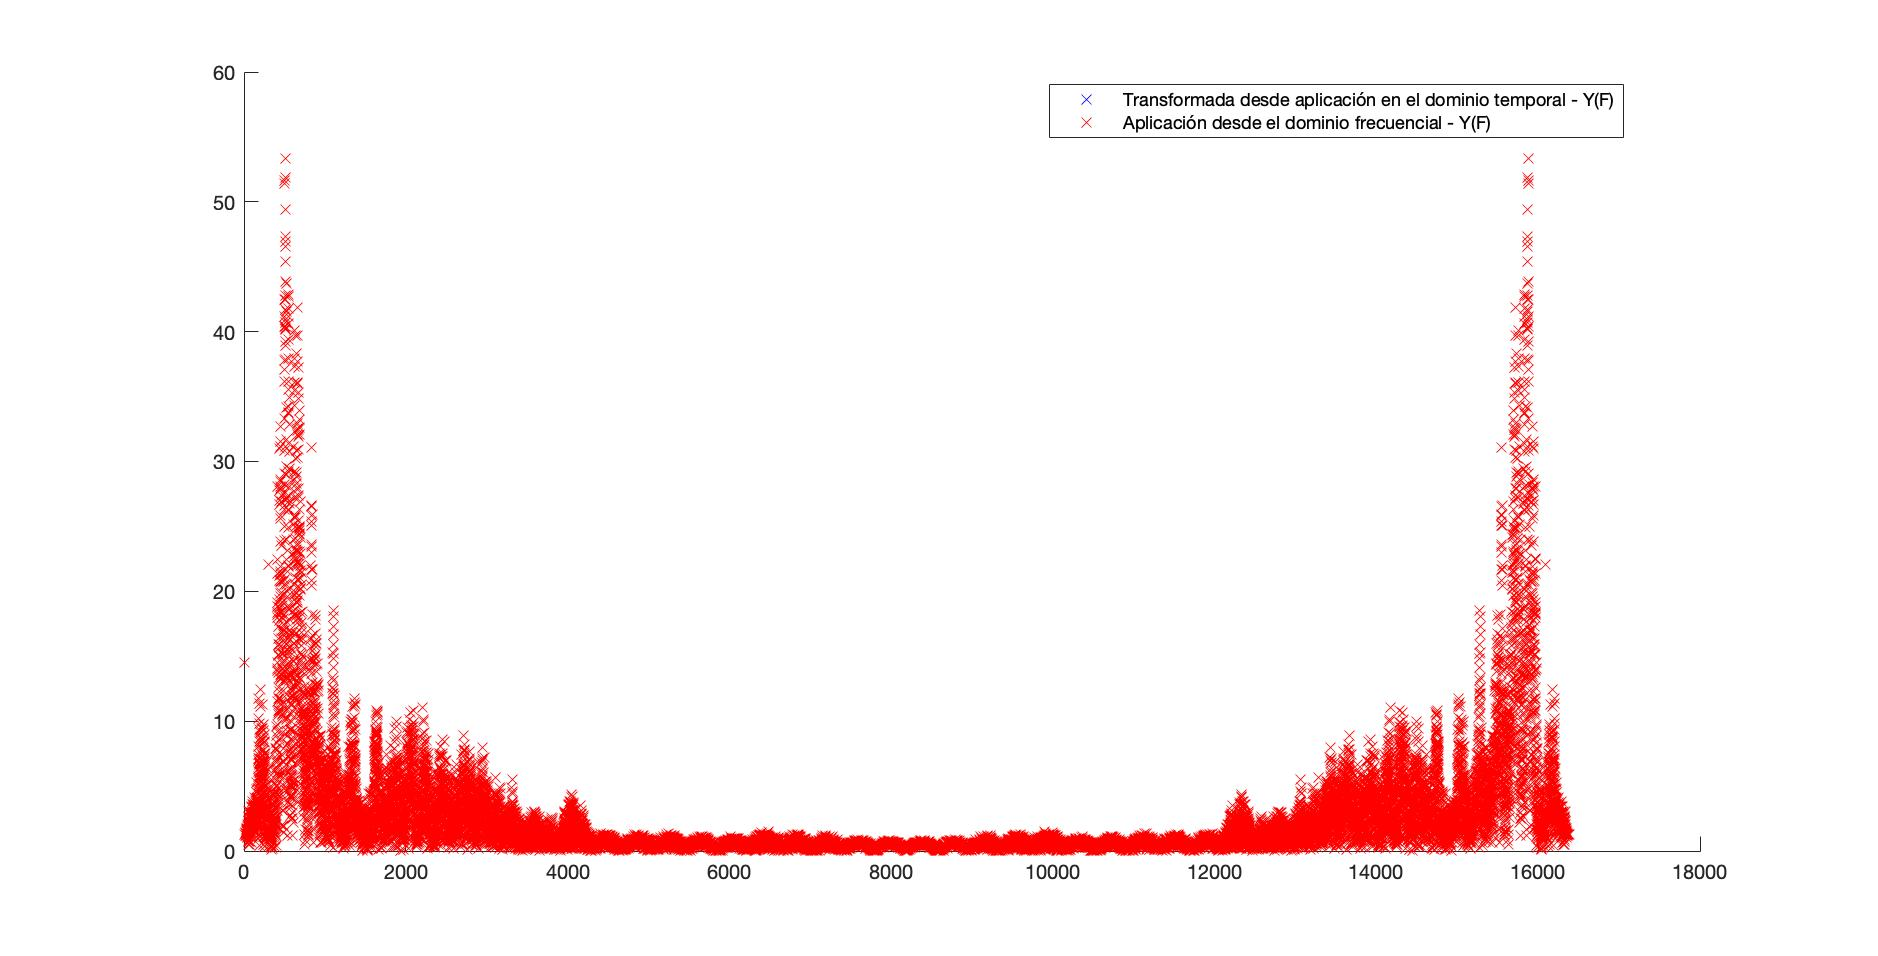 60
Transformada desde aplicación en el dominio temporal - Y(F)
Aplicación desde el dominio frecuencial - Y(F)
50
40
30
20
10
0
0 2000 4000 6000 8000 10000 12000 14000 16000 18000